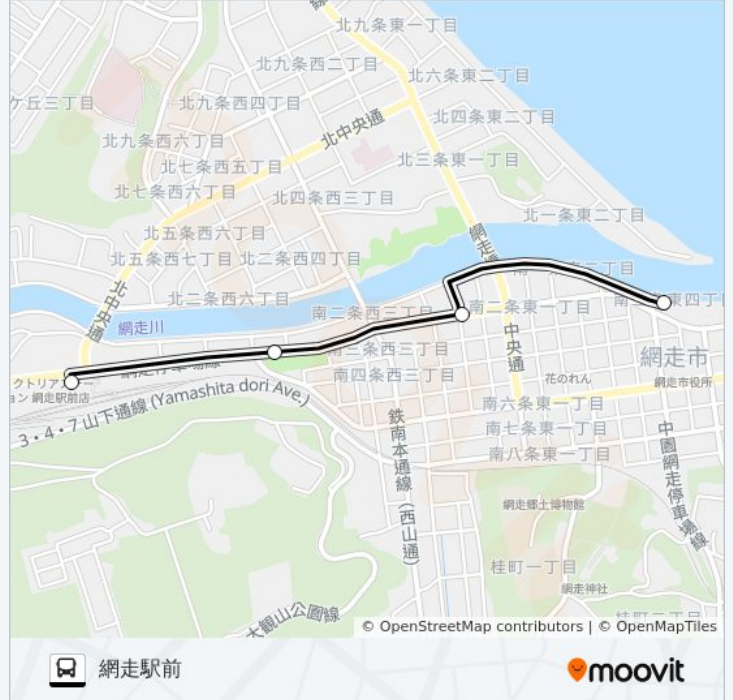 線
北九条東一丁目
北九条西二丁目
北六条東二丁目
ケ丘三丁目
北九条西四丁目
北四条東二丁目
北中央通
北九条西六丁目
北三条東一丁目
北七条西五丁目
北七条西六丁目
北四条西三丁目
北一条東二丁目
北五条西六丁目
網走
北五条西七丁目
北二条西四丁目
北二条西六丁目
北中央通
南二条西三丁目
南二条東一丁目
東四丁
網走川
中央通
南三条西三丁目
網走市
南四条西三丁目
花のれん
網走市役所
クトリア
ョン 網走駅前店
3・4・7 山下通線 (Yamashita dori Ave.)
南六条東一丁目
南七条東一丁目
南八条東一丁目
鉄南本通線(西山通)
中園網走停車場線
網走郷土博物館
桂町一丁目
網走神社
大観山公園線
© OpenStreetMap contributors | © OpenMapTiles
網走駅前
moovit